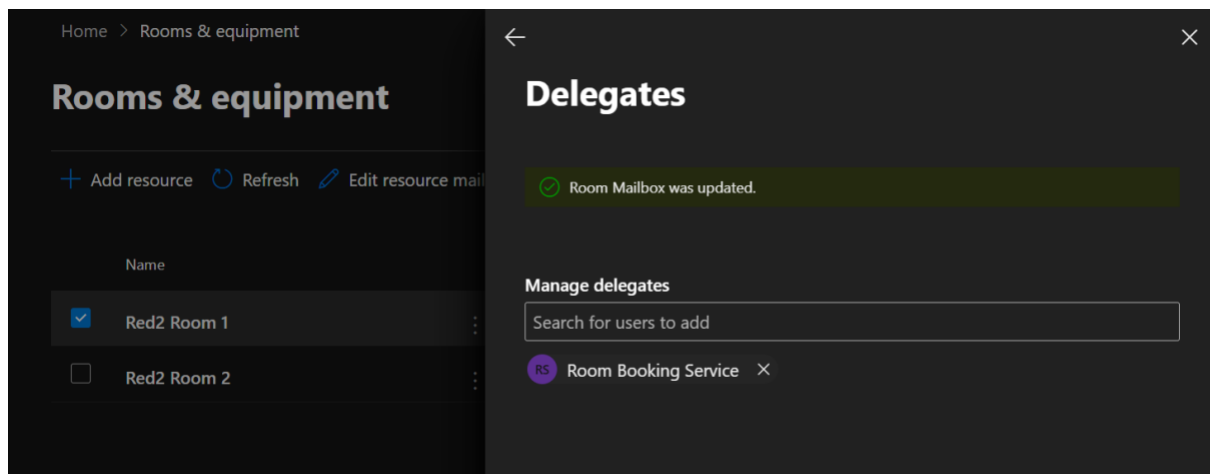 Home > Rooms & equipment
Rooms & equipment
Add resource Refresh Edit resource mail
Name
Red2 Room 1
Red2 Room 2
Delegates
Room Mailbox was updated.
Manage delegates
Search for users to add
RS Room Booking Service